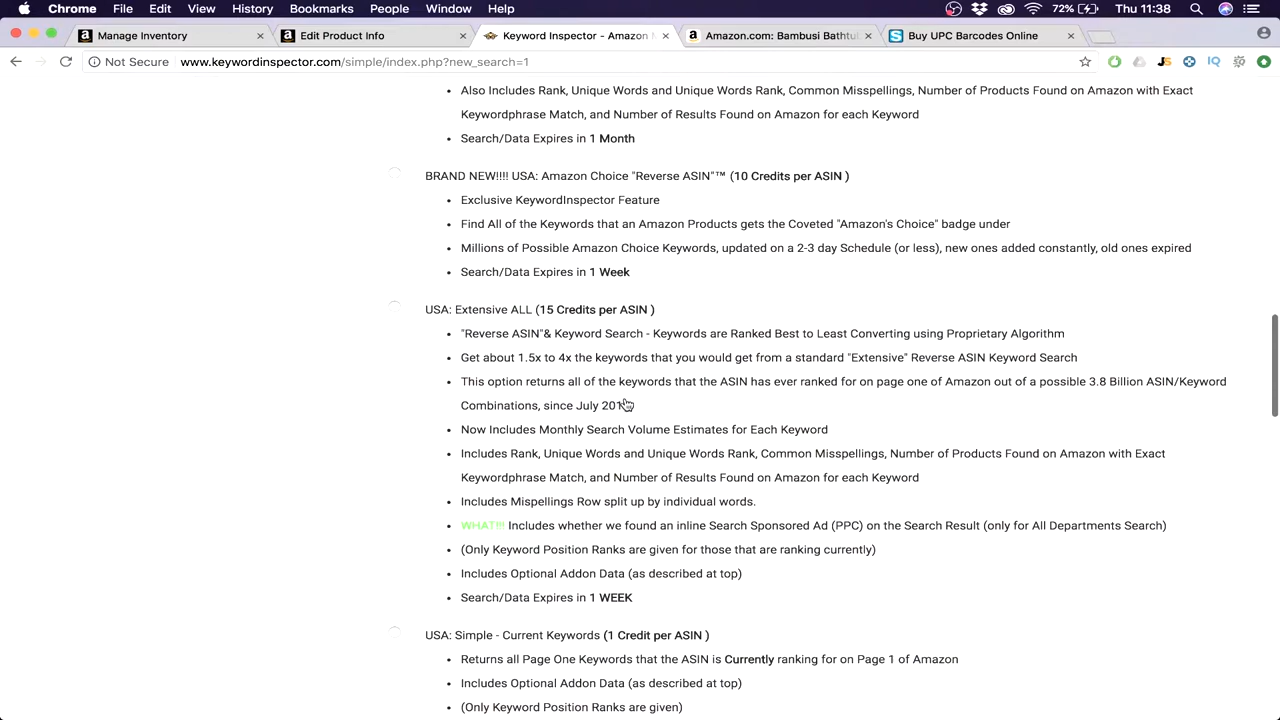 Chrome File Edit View History Bookmarks People Window Help 72% Thu 11:38
Manage Inventory Edit Product Info Keyword Inspector - Amazon Amazon.com: Bambusi Bathtu Buy UPC Barcodes Online
Not Secure www.keywordinspector.com/simple/index.php?new_search=1
• Also Includes Rank, Unique Words and Unique Words Rank, Common Misspellings, Number of Products Found on Amazon with Exact
Keywordphrase Match, and Number of Results Found on Amazon for each Keyword
• Search/Data Expires in 1 Month
BRAND NEW!!!! USA: Amazon Choice "Reverse ASIN"™ (10 Credits per ASIN )
• Exclusive KeywordInspector Feature
• Find All of the Keywords that an Amazon Products gets the Coveted "Amazon's Choice" badge under
• Millions of Possible Amazon Choice Keywords, updated on a 2-3 day Schedule (or less), new ones added constantly, old ones expired
• Search/Data Expires in 1 Week
USA: Extensive ALL (15 Credits per ASIN )
• "Reverse ASIN"& Keyword Search - Keywords are Ranked Best to Least Converting using Proprietary Algorithm
• Get about 1.5x to 4x the keywords that you would get from a standard "Extensive" Reverse ASIN Keyword Search
• This option returns all of the keywords that the ASIN has ever ranked for on page one of Amazon out of a possible 3.8 Billion ASIN/Keyword
Combinations, since July
• Now Includes Monthly Search Volume Estimates for Each Keyword
• Includes Rank, Unique Words and Unique Words Rank, Common Misspellings, Number of Products Found on Amazon with Exact
Keywordphrase Match, and Number of Results Found on Amazon for each Keyword
• Includes Mispellings Row split up by individual words.
• WHAT!!! Includes whether we found an inline Search Sponsored Ad (PPC) on the Search Result (only for All Departments Search)
• (Only Keyword Position Ranks are given for those that are ranking currently)
• Includes Optional Addon Data (as described at top)
• Search/Data Expires in 1 WEEK
USA: Simple - Current Keywords (1 Credit per ASIN )
• Returns all Page One Keywords that the ASIN is Currently ranking for on Page 1 of Amazon
• Includes Optional Addon Data (as described at top)
• (Only Keyword Position Ranks are given)